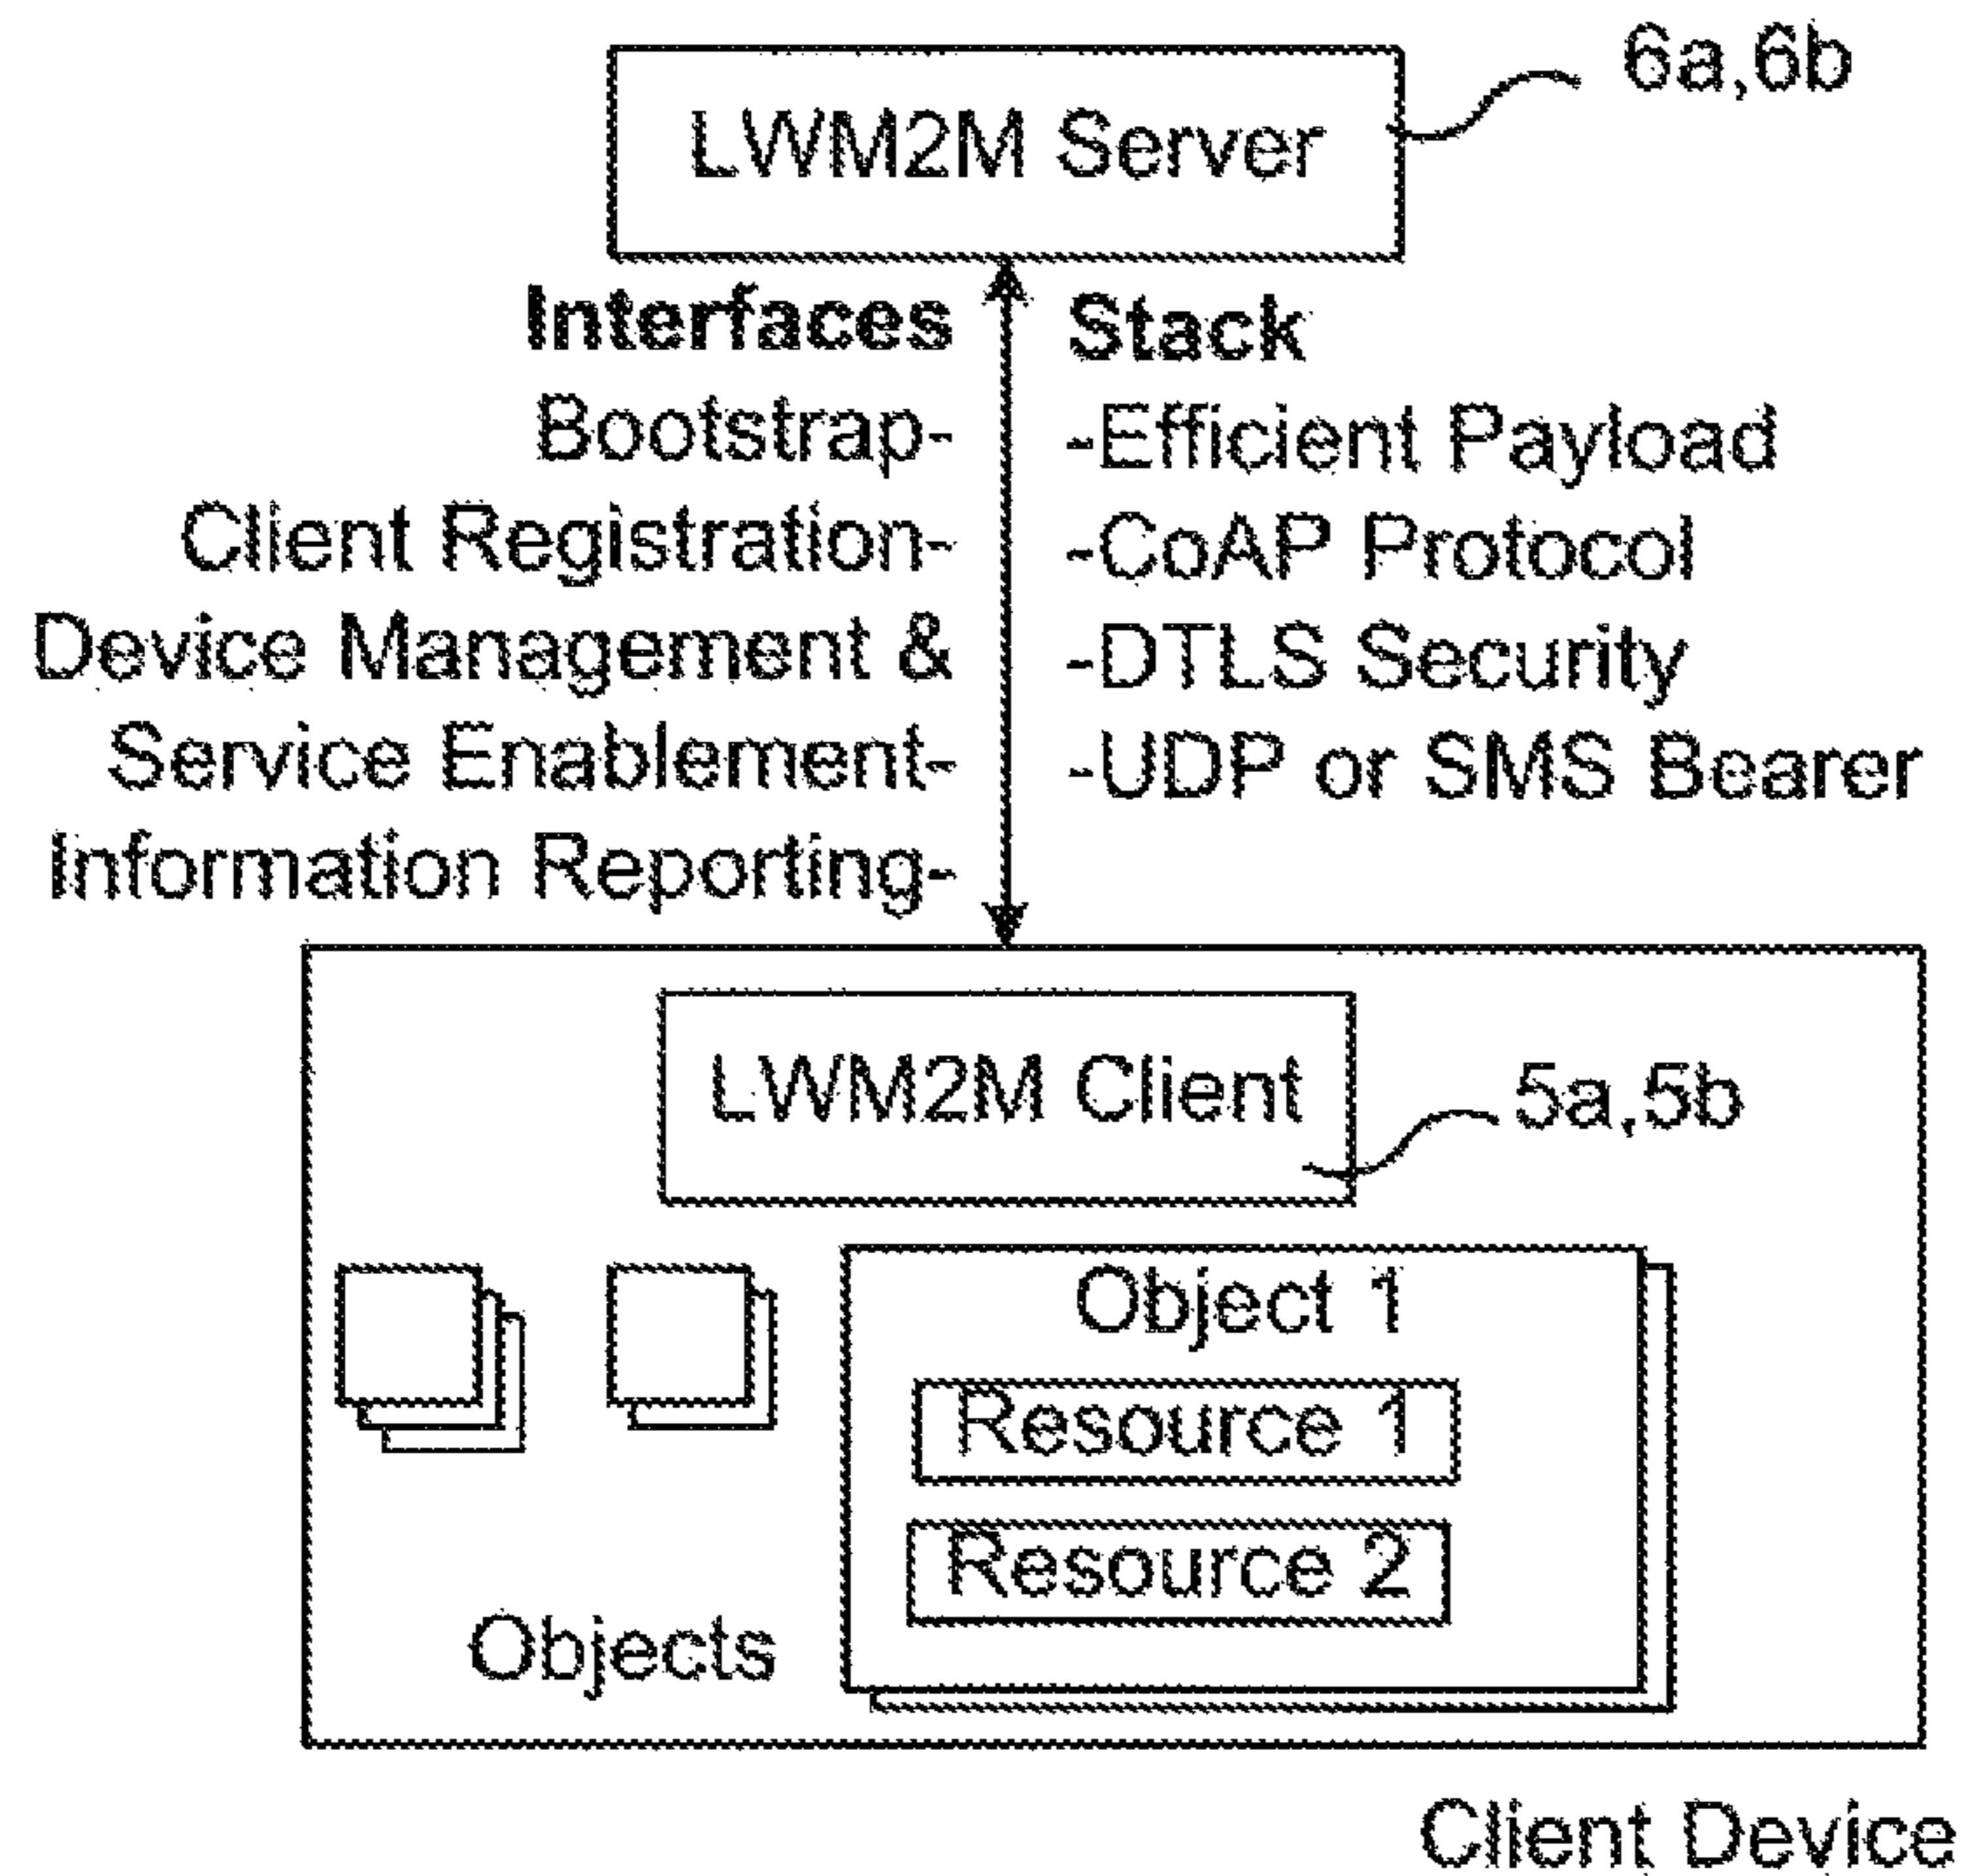 6a,6b
LWM2M Server
Interfaces
Bootstrap-
Client Registration-
Device Management &
Service Enablement-
Information Reporting-
Stack
-Efficient Payload
-CoAP Protocol
-DTLS Security
-UDP or SMS Bearer
LWM2M Client
5a,5b
Object 1
Resource 1
Resource 2
Objects
Client Device